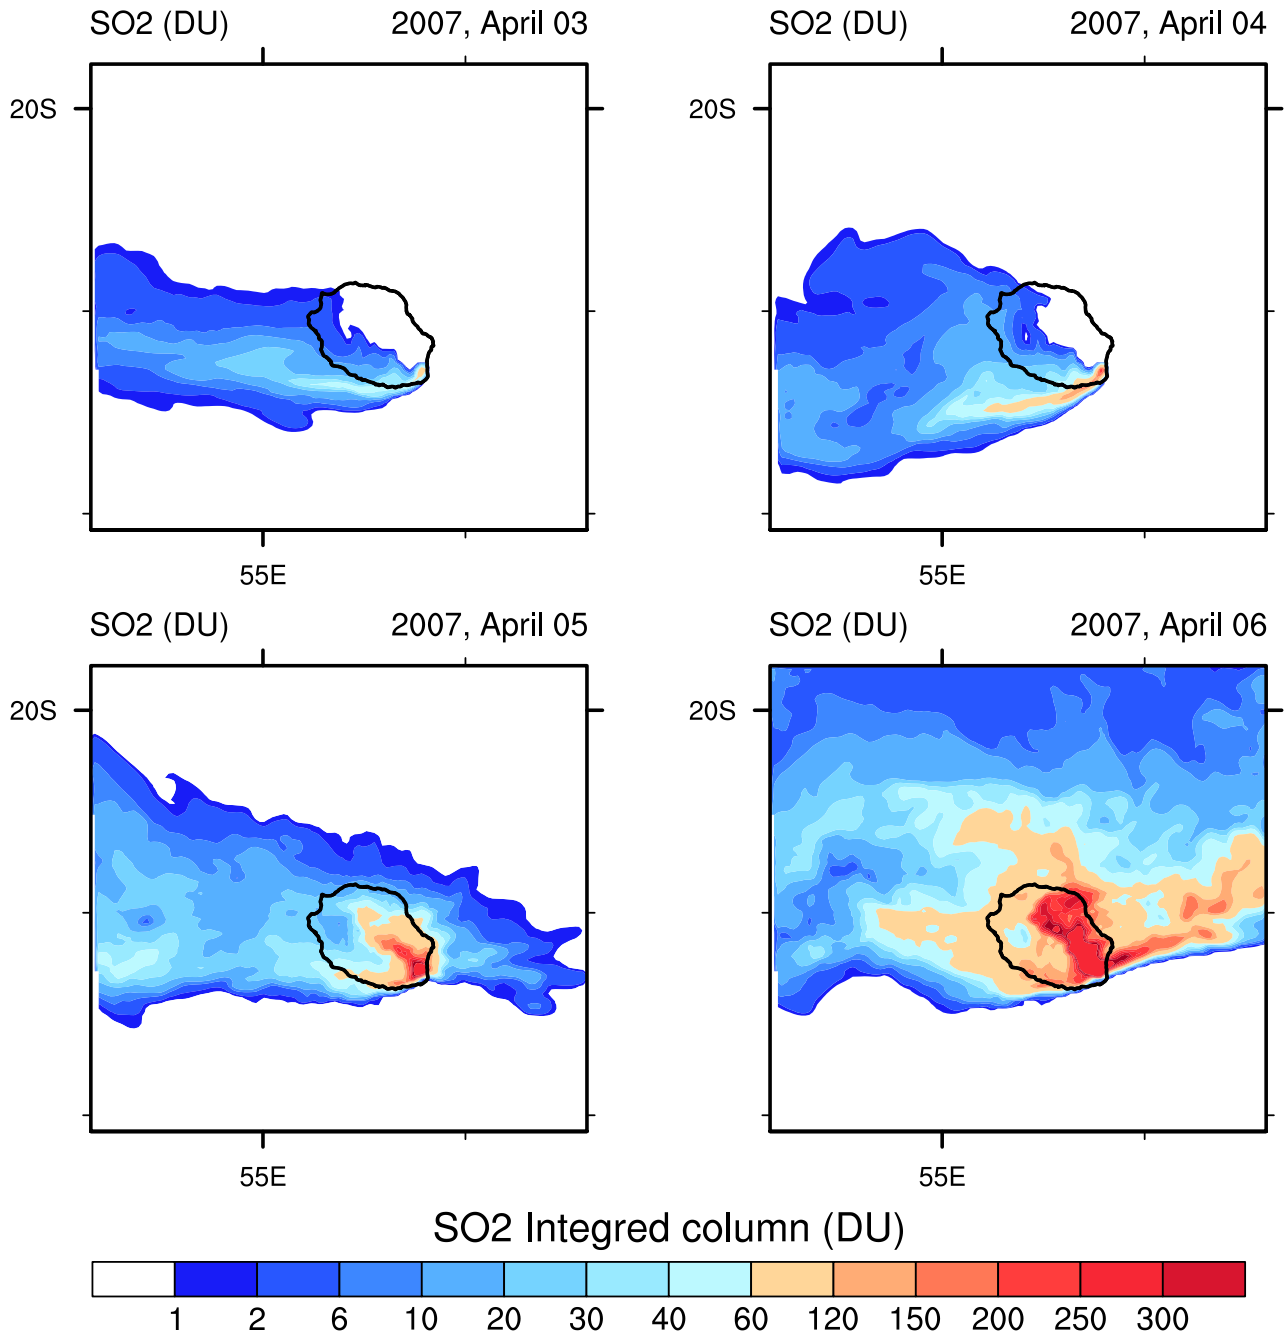 SO2 (DU) 2007, April 03
SO2 (DU) 2007, April 04
20S
20S
55E
55E
SO2 (DU) 2007, April 05
SO2 (DU) 2007, April 06
20S
20S
55E
55E
SO2 Integred column (DU)
1 2 6 10 20 30 40 60 120 150 200 250 300